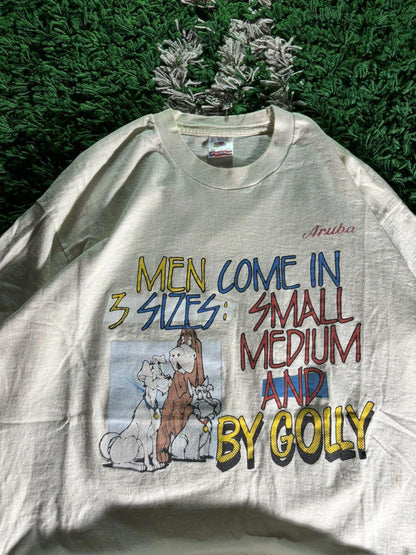 Aruba
MEN COME IN
3 SIZES: SMALL
MEDIUM
AND
BY GOLLY